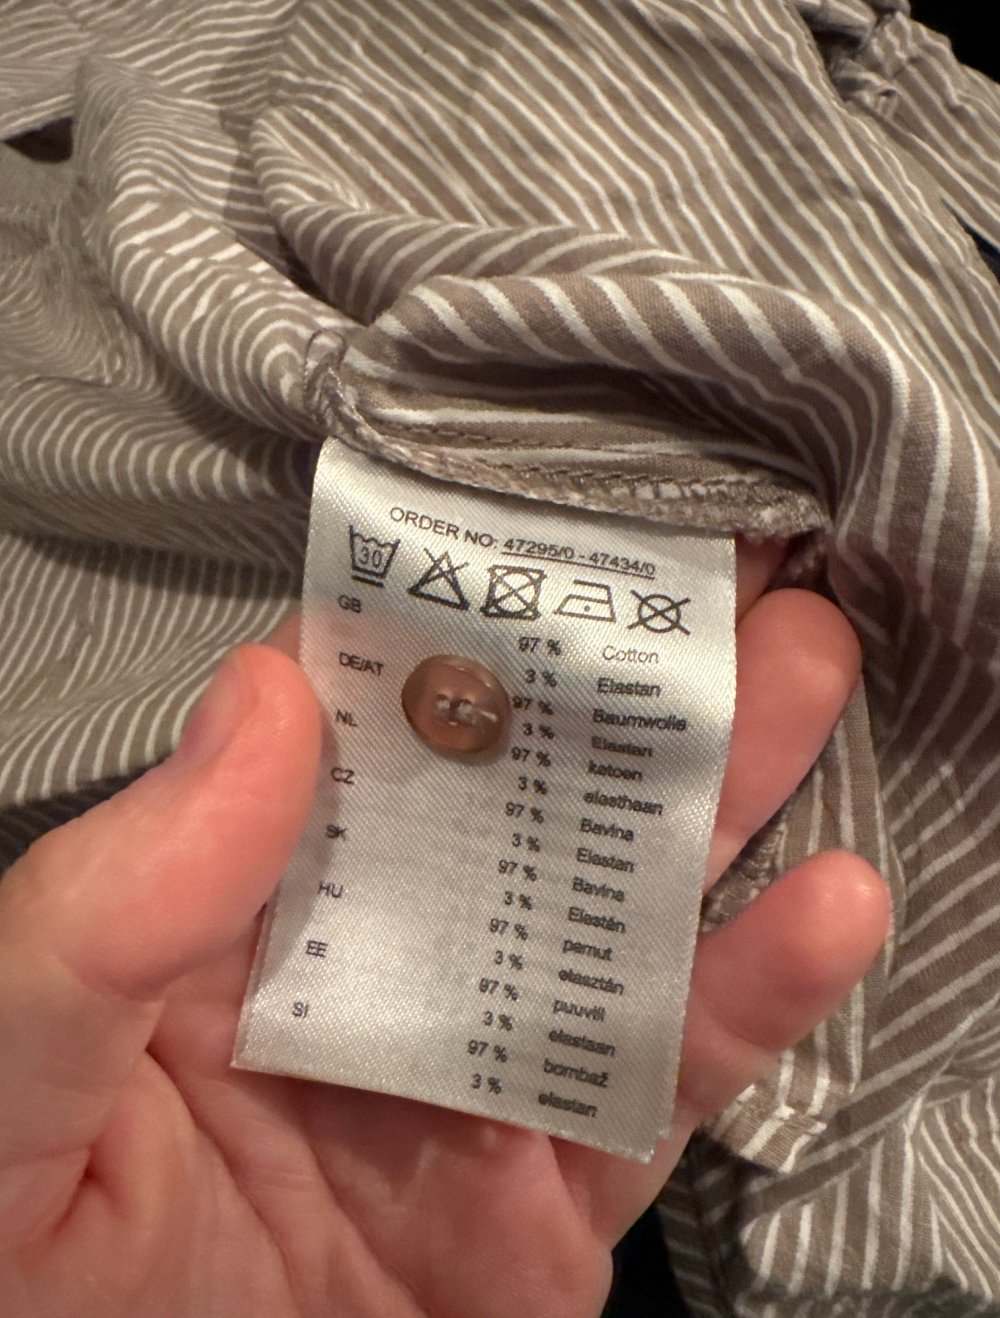 ORDER NO: 47295/0 - 47434/0
30
GB 97 % Cotton
3 % Elastan
DE/AT 97 % Baumwolle
3 % Elastan
NL 97 % katoen
3 % elasthaan
CZ 97 % Bavlna
3 % Elastan
SK 97 % Bavlna
3 % Elastán
HU 97 % pamut
3 % elasztán
EE 97 % puuvill
3 % elastaan
SI 97 % bombaž
3 % elastan